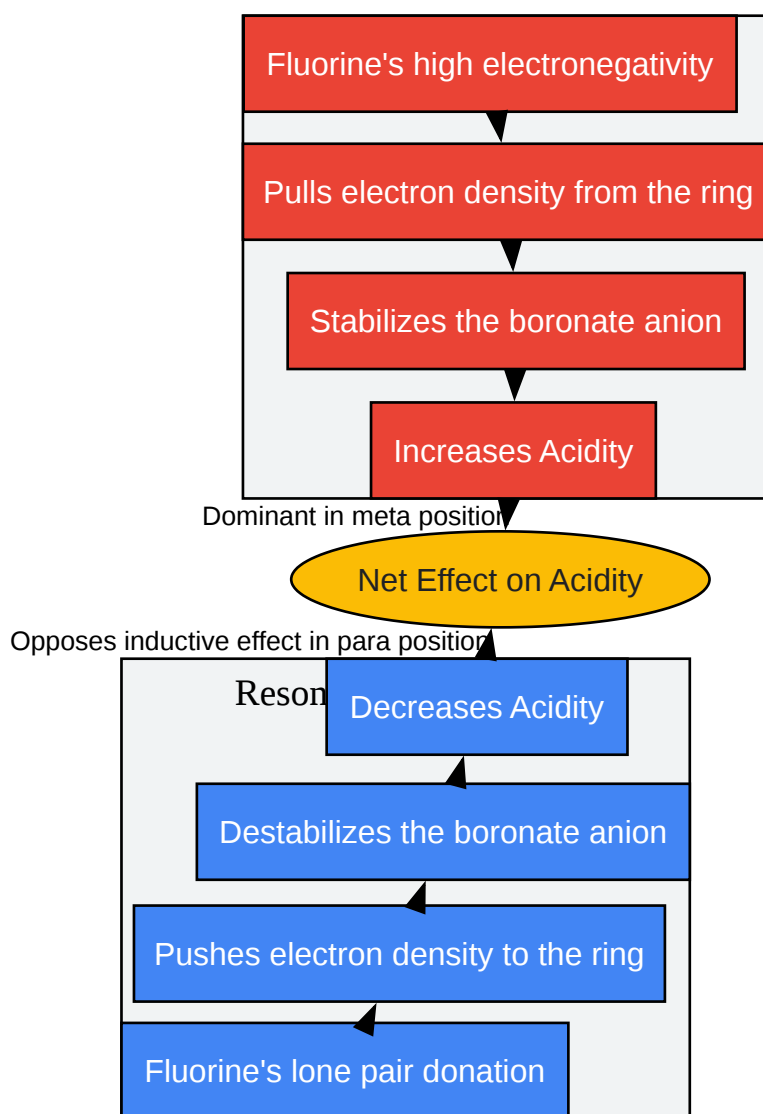 Fluorine's high electronegativity
Pulls electron density from the ring
Stabilizes the boronate anion
Increases Acidity
Dominant in meta position
Net Effect on Acidity
Opposes inductive effect in para position
Decreases Acidity
Destabilizes the boronate anion
Pushes electron density to the ring
Fluorine's lone pair donation